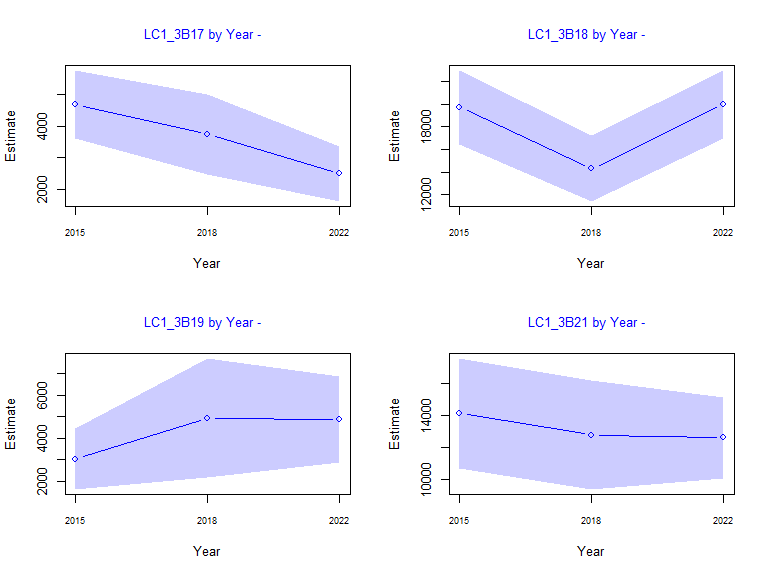 LC1_3B17 by Year -
Estimate
2000
4000
2015
2018
2022
Year
LC1_3B18 by Year -
Estimate
12000
18000
2015
2018
2022
Year
LC1_3B19 by Year -
Estimate
2000
4000
6000
2015
2018
2022
Year
LC1_3B21 by Year -
Estimate
10000
14000
2015
2018
2022
Year